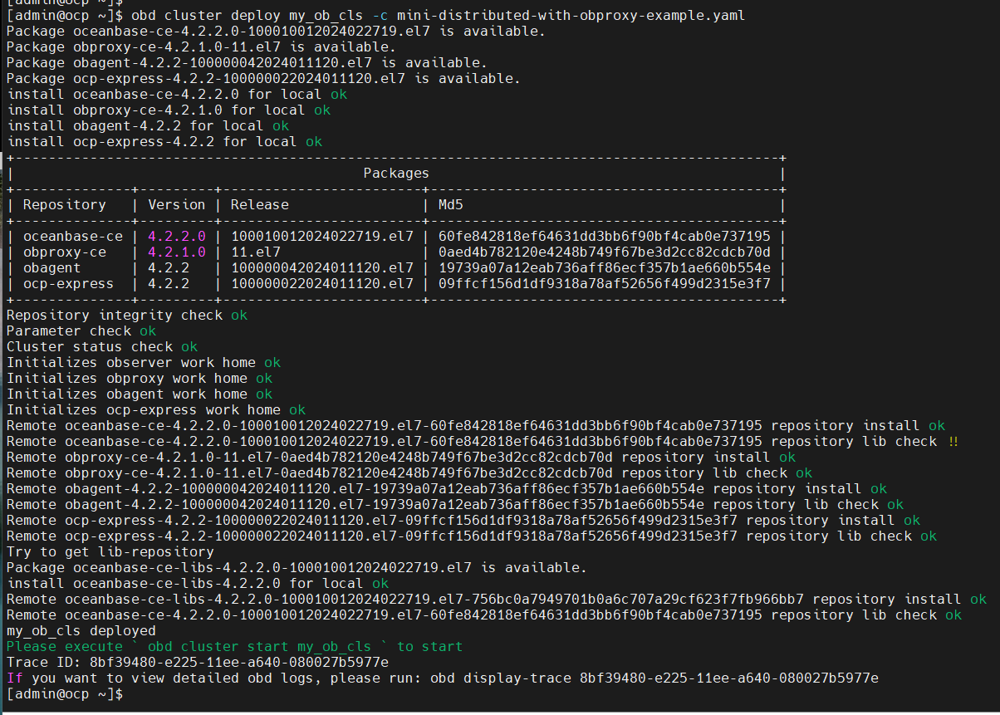 [admin@ocp ~]$
[admin@ocp ~]$ obd cluster deploy my_ob_cls -c mini-distributed-with-obproxy-example.yaml
Package oceanbase-ce-4.2.2.0-100010012024022719.el7 is available.
Package obproxy-ce-4.2.1.0-11.el7 is available.
Package obagent-4.2.2-100000042024011120.el7 is available.
Package ocp-express-4.2.2-100000022024011120.el7 is available.
install oceanbase-ce-4.2.2.0 for local ok
install obproxy-ce-4.2.1.0 for local ok
install obagent-4.2.2 for local ok
install ocp-express-4.2.2 for local ok
+--------------------------------------------------------------------------------------------+
|                                          Packages                                          |
+--------------+---------+------------------------+------------------------------------------+
| Repository   | Version | Release                | Md5                                      |
+--------------+---------+------------------------+------------------------------------------+
| oceanbase-ce | 4.2.2.0 | 100010012024022719.el7 | 60fe842818ef64631dd3bb6f90bf4cab0e737195 |
| obproxy-ce   | 4.2.1.0 | 11.el7                 | 0aed4b782120e4248b749f67be3d2cc82cdcb70d |
| obagent      | 4.2.2   | 100000042024011120.el7 | 19739a07a12eab736aff86ecf357b1ae660b554e |
| ocp-express  | 4.2.2   | 100000022024011120.el7 | 09ffcf156d1df9318a78af52656f499d2315e3f7 |
+--------------+---------+------------------------+------------------------------------------+
Repository integrity check ok
Parameter check ok
Cluster status check ok
Initializes observer work home ok
Initializes obproxy work home ok
Initializes obagent work home ok
Initializes ocp-express work home ok
Remote oceanbase-ce-4.2.2.0-100010012024022719.el7-60fe842818ef64631dd3bb6f90bf4cab0e737195 repository install ok
Remote oceanbase-ce-4.2.2.0-100010012024022719.el7-60fe842818ef64631dd3bb6f90bf4cab0e737195 repository lib check !!
Remote obproxy-ce-4.2.1.0-11.el7-0aed4b782120e4248b749f67be3d2cc82cdcb70d repository install ok
Remote obproxy-ce-4.2.1.0-11.el7-0aed4b782120e4248b749f67be3d2cc82cdcb70d repository lib check ok
Remote obagent-4.2.2-100000042024011120.el7-19739a07a12eab736aff86ecf357b1ae660b554e repository install ok
Remote obagent-4.2.2-100000042024011120.el7-19739a07a12eab736aff86ecf357b1ae660b554e repository lib check ok
Remote ocp-express-4.2.2-100000022024011120.el7-09ffcf156d1df9318a78af52656f499d2315e3f7 repository install ok
Remote ocp-express-4.2.2-100000022024011120.el7-09ffcf156d1df9318a78af52656f499d2315e3f7 repository lib check ok
Try to get lib-repository
Package oceanbase-ce-libs-4.2.2.0-100010012024022719.el7 is available.
install oceanbase-ce-libs-4.2.2.0 for local ok
Remote oceanbase-ce-libs-4.2.2.0-100010012024022719.el7-756bc0a7949701b0a6c707a29cf623f7fb966bb7 repository install ok
Remote oceanbase-ce-4.2.2.0-100010012024022719.el7-60fe842818ef64631dd3bb6f90bf4cab0e737195 repository lib check ok
my_ob_cls deployed
Please execute ` obd cluster start my_ob_cls ` to start
Trace ID: 8bf39480-e225-11ee-a640-080027b5977e
If you want to view detailed obd logs, please run: obd display-trace 8bf39480-e225-11ee-a640-080027b5977e
[admin@ocp ~]$